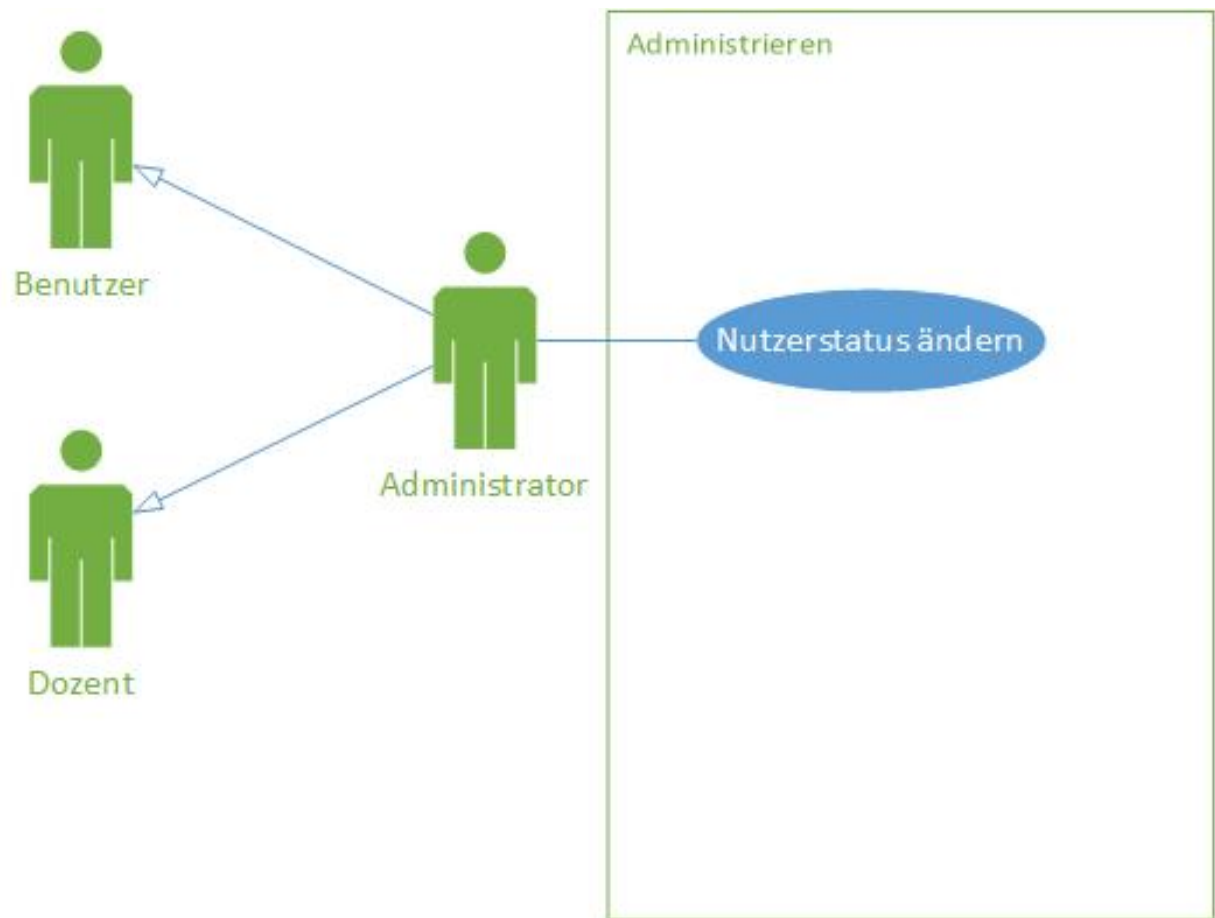 Administrieren
Benutzer
Nutzerstatus ändern
Administrator
Dozent